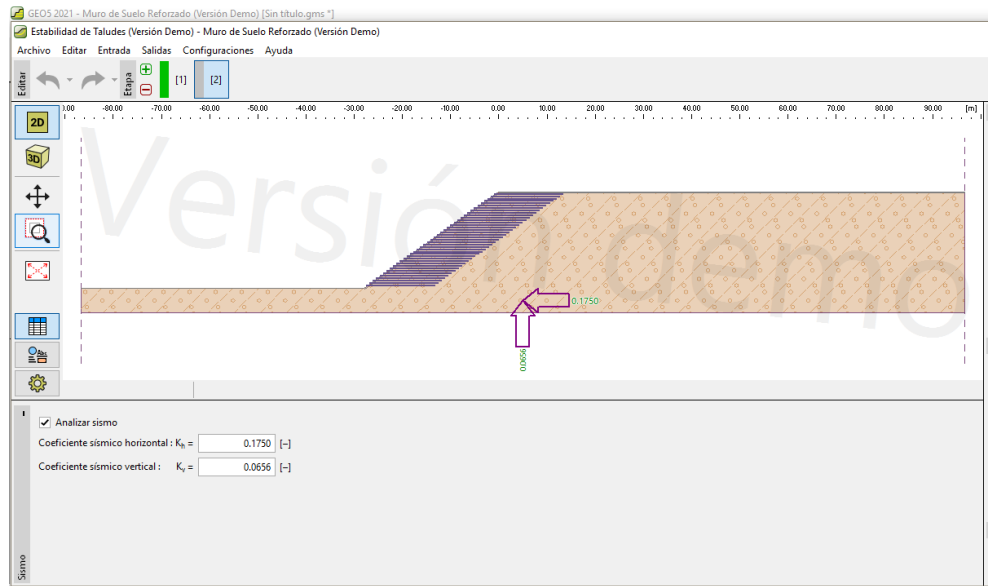 GEO5 2021 - Muro de Suelo Reforzado (Versión Demo) [Sin título.gms *]
Estabilidad de Taludes (Versión Demo) - Muro de Suelo Reforzado (Versión Demo)
Archivo Editar Entrada Salidas Configuraciones Ayuda
Editar Etapa [1] [2]
-80.00 -70.00 -60.00 -50.00 -40.00 -30.00 -20.00 -10.00 0.00 10.00 20.00 30.00 40.00 50.00 60.00 70.00 80.00 90.00 [m]
2D
3D
Versión demo
0.1750
0.0656
Analizar sismo
Coeficiente sísmico horizontal : Kh = 0.1750 [–]
Coeficiente sísmico vertical : Kv = 0.0656 [–]
Sismo